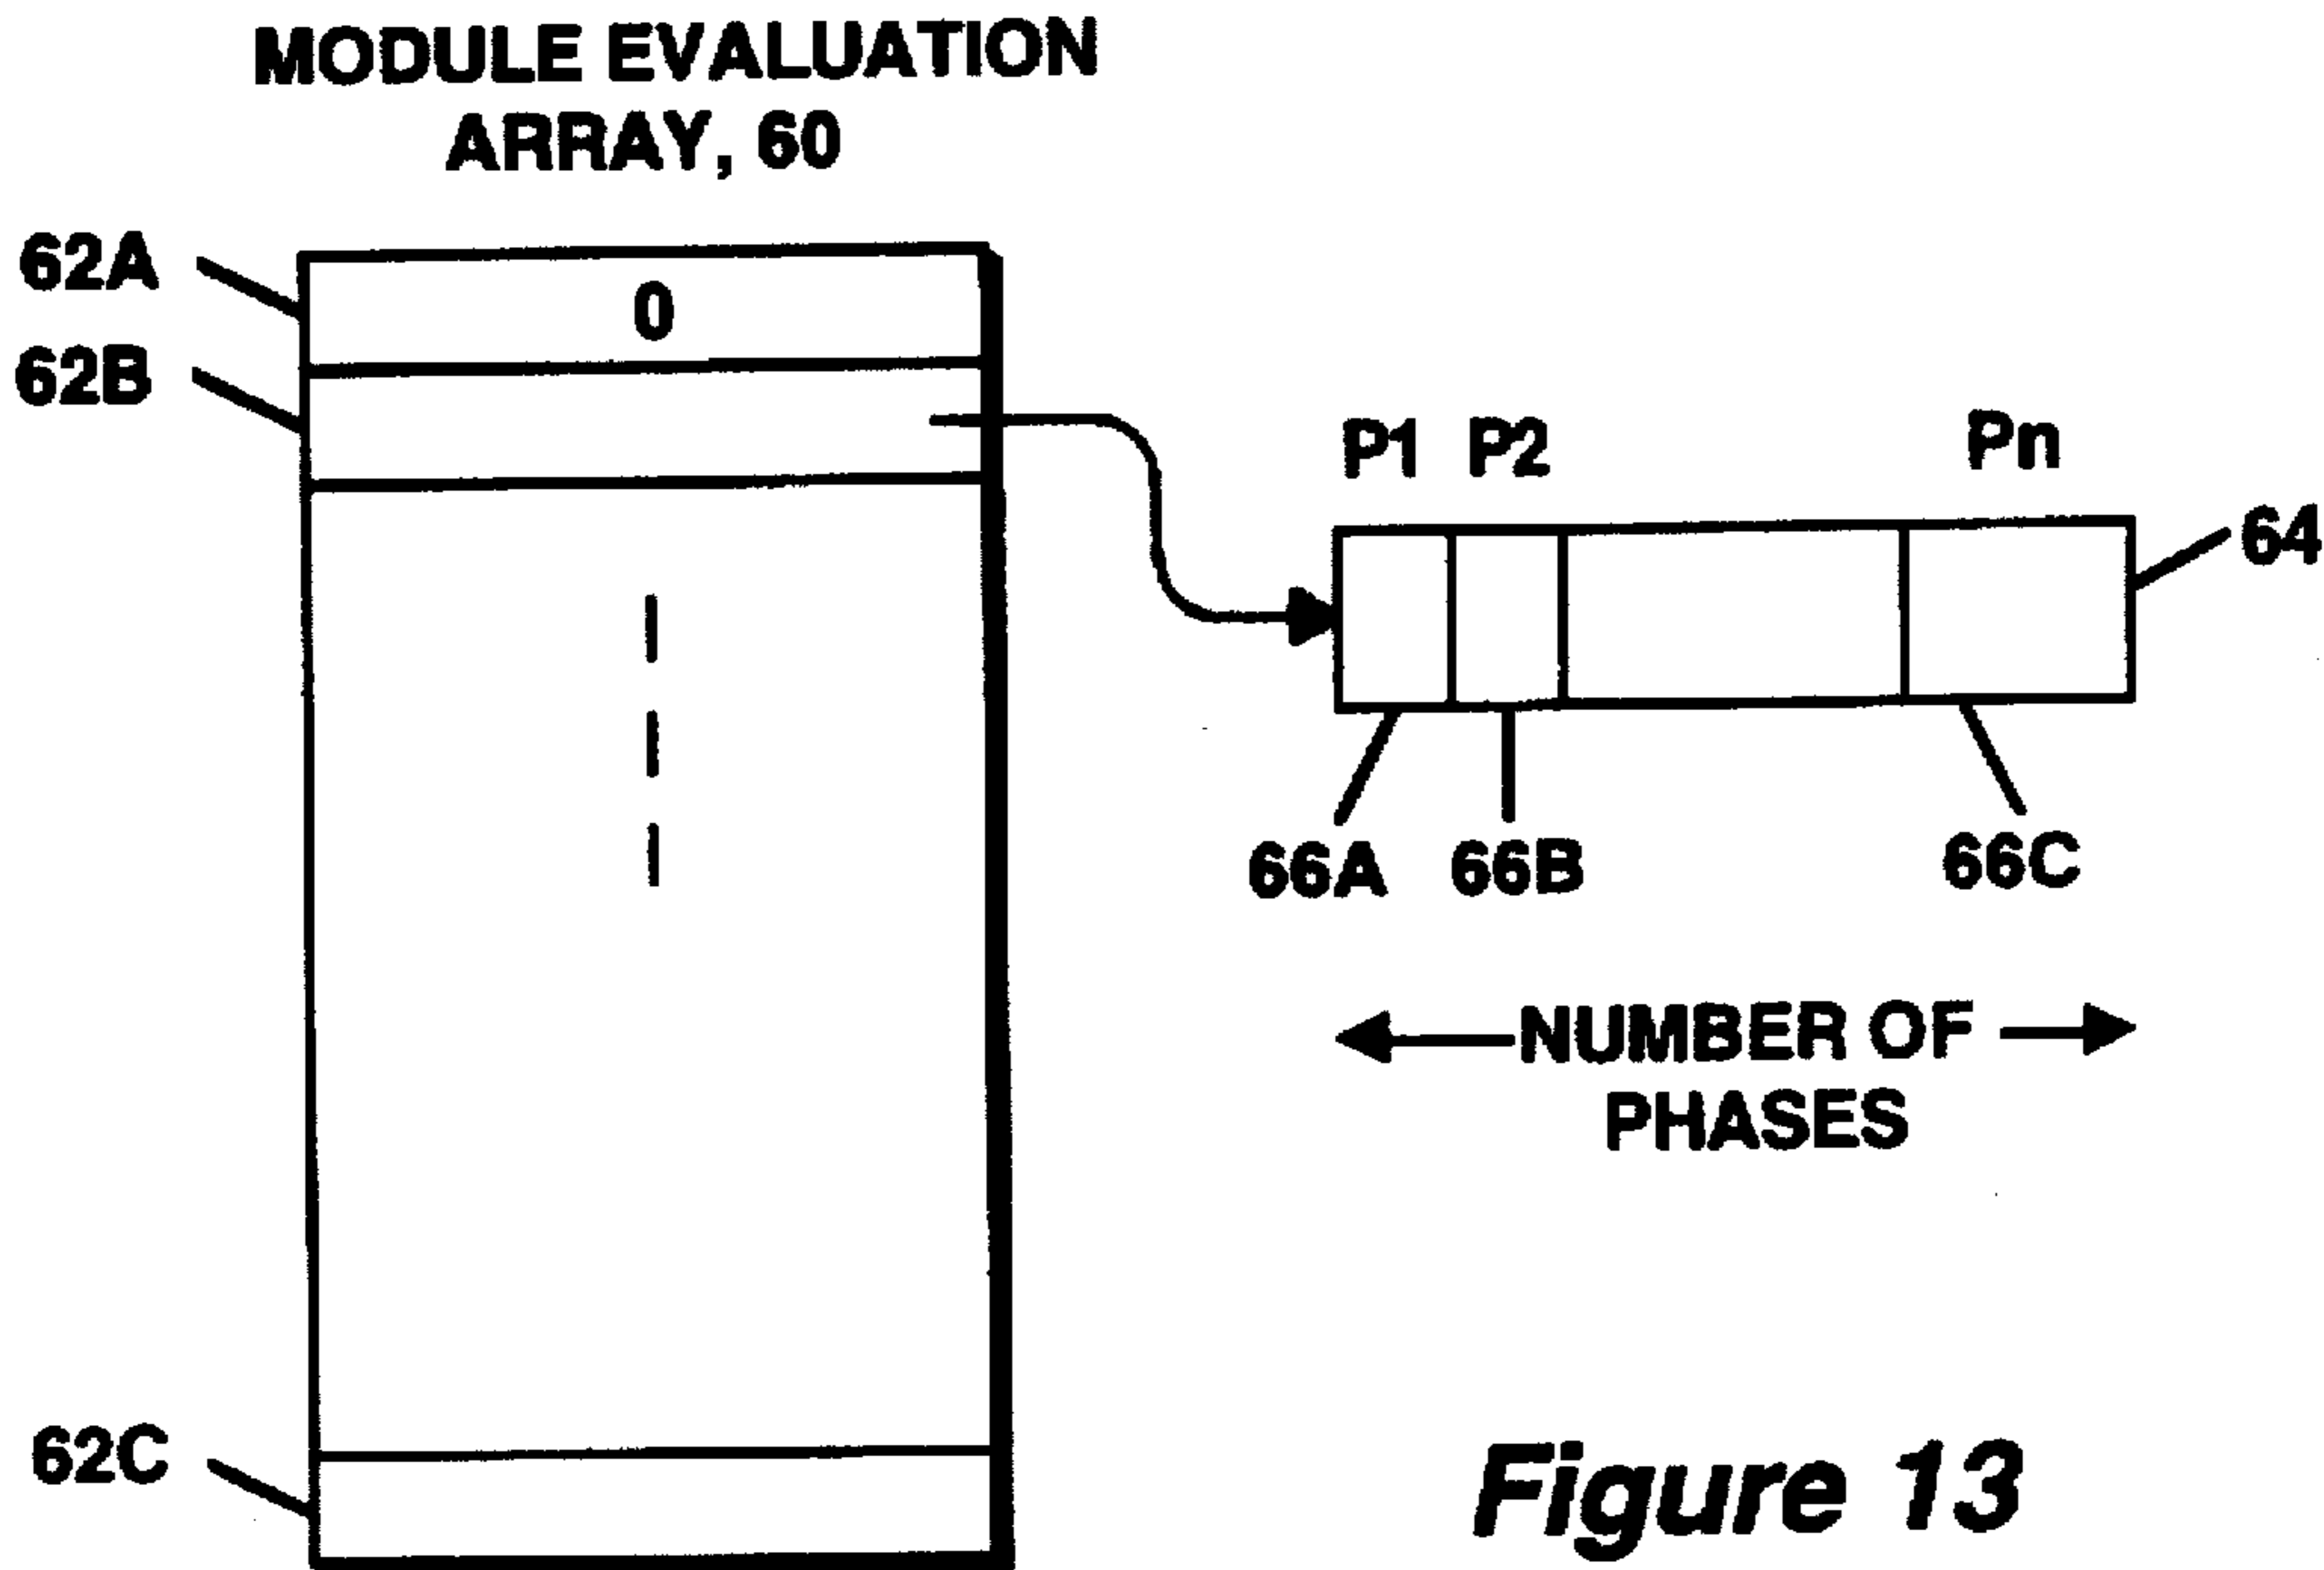 MODULE EVALUATION
ARRAY, 60
62A
0
62B
P1 P2 Pn
64
66A 66B 66C
NUMBER OF
PHASES
62C
Figure 13